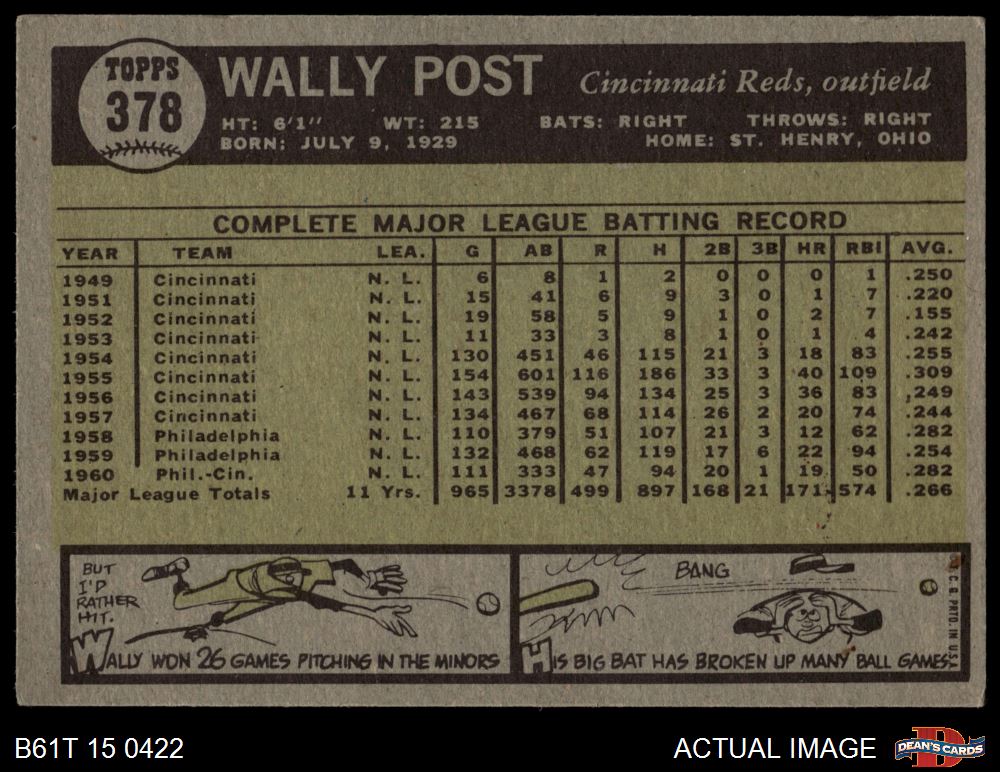 TOPPS
378
WALLY POST Cincinnati Reds, outfield
HT: 6'1" WT: 215 BATS: RIGHT THROWS: RIGHT
BORN: JULY 9, 1929 HOME: ST. HENRY, OHIO
COMPLETE MAJOR LEAGUE BATTING RECORD
YEAR TEAM LEA. G AB R H 2B 3B HR RBI AVG.
1949 Cincinnati N. L. 6 8 1 2 0 0 0 1 .250
1951 Cincinnati N. L. 15 41 6 9 3 0 1 7 .220
1952 Cincinnati N. L. 19 58 5 9 1 0 2 7 .155
1953 Cincinnati N. L. 11 33 3 8 1 0 1 4 .242
1954 Cincinnati N. L. 130 451 46 115 21 3 18 83 .255
1955 Cincinnati N. L. 154 601 116 186 33 3 40 109 .309
1956 Cincinnati N. L. 143 539 94 134 25 3 36 83 .249
1957 Cincinnati N. L. 134 467 68 114 26 2 20 74 .244
1958 Philadelphia N. L. 110 379 51 107 21 3 12 62 .282
1959 Philadelphia N. L. 132 468 62 119 17 6 22 94 .254
1960 Phil.-Cin. N. L. 111 333 47 94 20 1 19 50 .282
Major League Totals 11 Yrs. 965 3378 499 897 168 21 171 574 .266
BUT
I'D
RATHER
HIT.
WALLY WON 26 GAMES PITCHING IN THE MINORS
BANG
HIS BIG BAT HAS BROKEN UP MANY BALL GAMES.
T. C. G. PRTD. IN U.S.A.
B61T 15 0422 ACTUAL IMAGE
DEAN'S CARDS